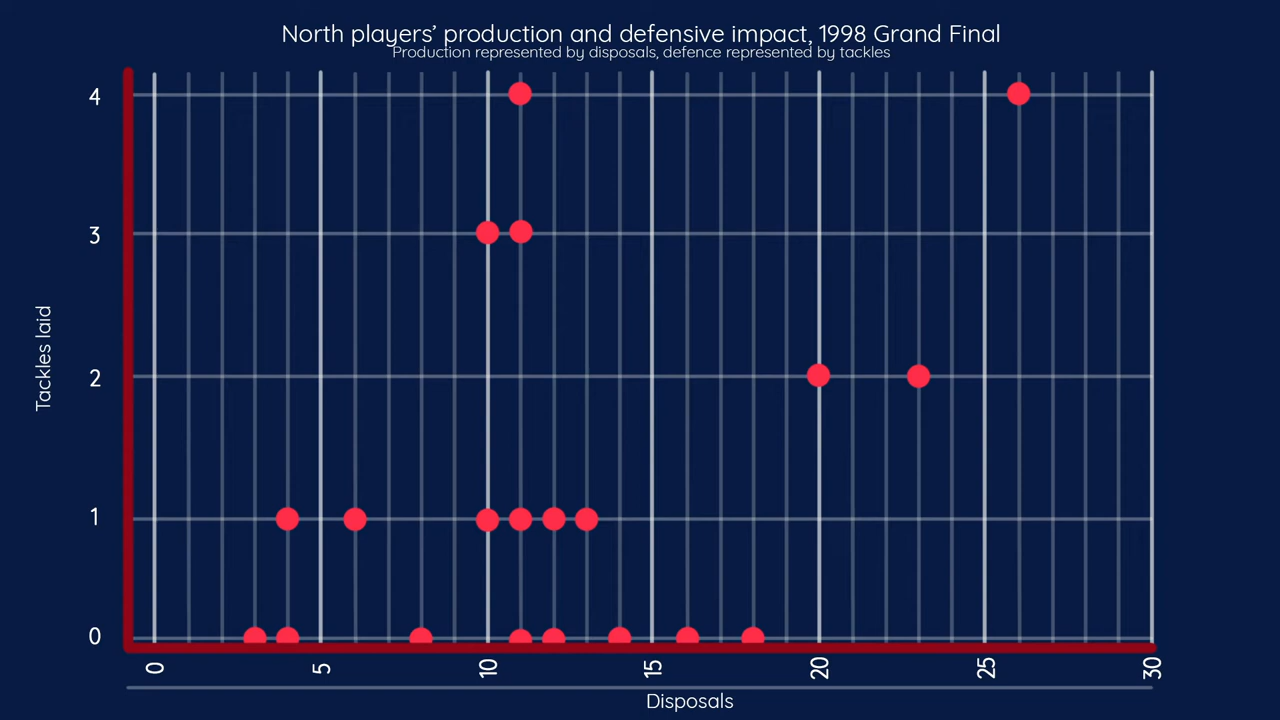 North players’ production and defensive impact, 1998 Grand Final
Production represented by disposals, defence represented by tackles
4
3
2
1
0
Tackles laid
0 5 10 15 20 25 30
Disposals